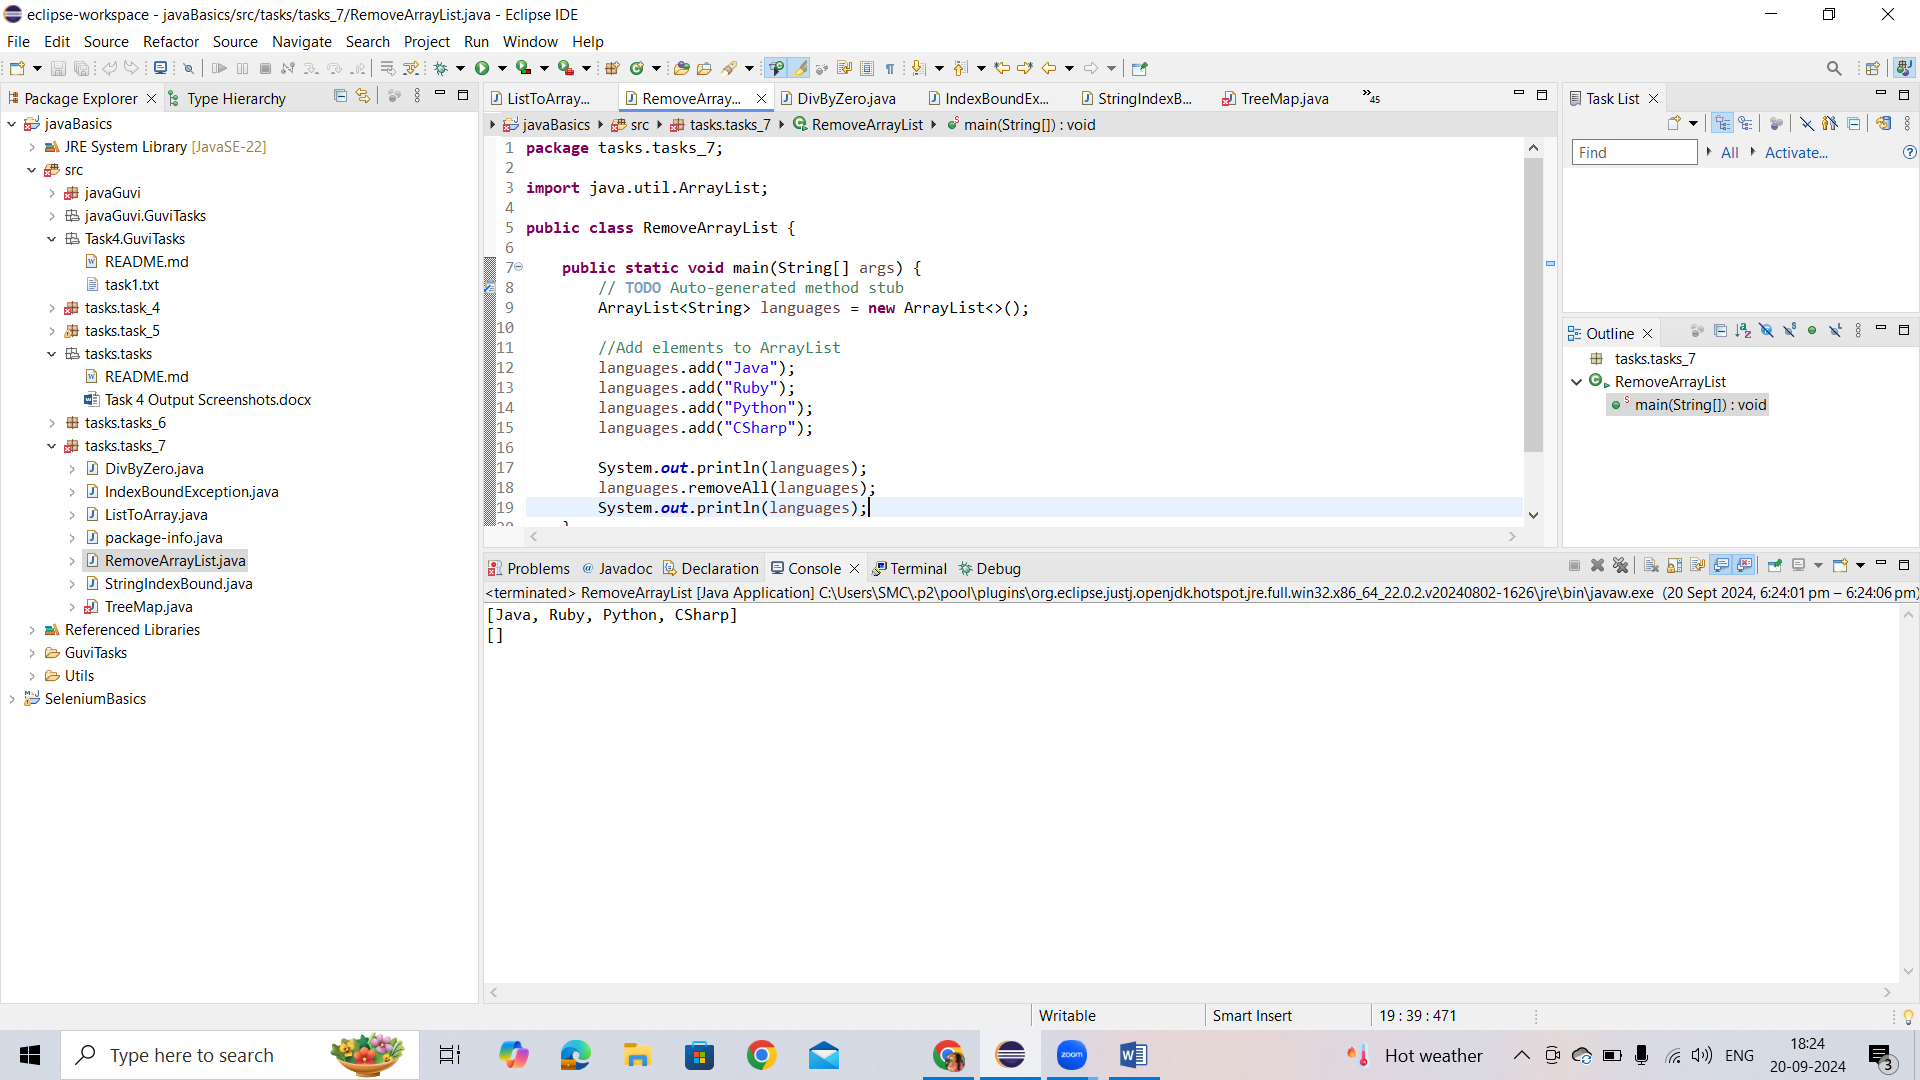 eclipse-workspace - javaBasics/src/tasks/tasks_7/RemoveArrayList.java - Eclipse IDE
File Edit Source Refactor Source Navigate Search Project Run Window Help
Package Explorer Type Hierarchy
javaBasics
JRE System Library [JavaSE-22]
src
javaGuvi
javaGuvi.GuviTasks
Task4.GuviTasks
README.md
task1.txt
tasks.task_4
tasks.task_5
tasks.tasks
README.md
Task 4 Output Screenshots.docx
tasks.tasks_6
tasks.tasks_7
DivByZero.java
IndexBoundException.java
ListToArray.java
package-info.java
RemoveArrayList.java
StringIndexBound.java
TreeMap.java
Referenced Libraries
GuviTasks
Utils
SeleniumBasics
ListToArray... RemoveArray... DivByZero.java IndexBoundEx... StringIndexB... TreeMap.java »45
javaBasics src tasks.tasks_7 RemoveArrayList main(String[]) : void
1 package tasks.tasks_7;
2
3 import java.util.ArrayList;
4
5 public class RemoveArrayList {
6
7 public static void main(String[] args) {
8 // TODO Auto-generated method stub
9 ArrayList<String> languages = new ArrayList<>();
10
11 //Add elements to ArrayList
12 languages.add("Java");
13 languages.add("Ruby");
14 languages.add("Python");
15 languages.add("CSharp");
16
17 System.out.println(languages);
18 languages.removeAll(languages);
19 System.out.println(languages);
Task List
Find All Activate...
Outline
tasks.tasks_7
RemoveArrayList
main(String[]) : void
Problems Javadoc Declaration Console Terminal Debug
<terminated> RemoveArrayList [Java Application] C:\Users\SMC\.p2\pool\plugins\org.eclipse.justj.openjdk.hotspot.jre.full.win32.x86_64_22.0.2.v20240802-1626\jre\bin\javaw.exe (20 Sept 2024, 6:24:01 pm – 6:24:06 pm)
[Java, Ruby, Python, CSharp]
[]
Writable Smart Insert 19 : 39 : 471
Type here to search
zoom
Hot weather
ENG
18:24
20-09-2024
3